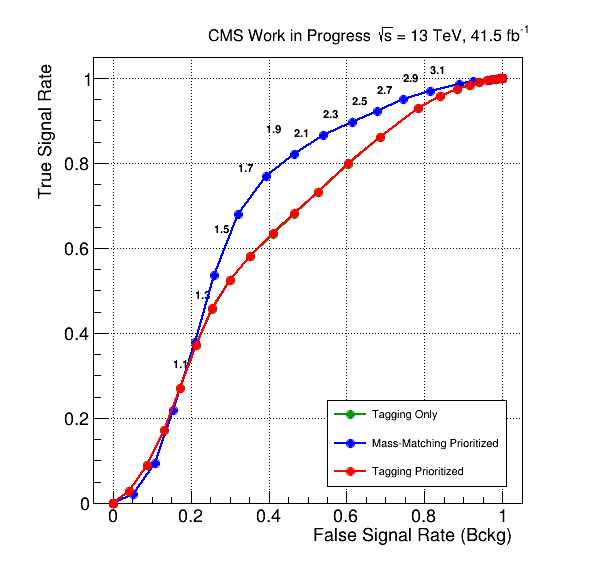 CMS Work in Progress √s = 13 TeV, 41.5 fb⁻¹
True Signal Rate
1
0.8
0.6
0.4
0.2
0
3.1
2.9
2.7
2.5
2.3
2.1
1.9
1.7
1.5
1.3
1.1
Tagging Only
Mass-Matching Prioritized
Tagging Prioritized
0 0.2 0.4 0.6 0.8 1
False Signal Rate (Bckg)